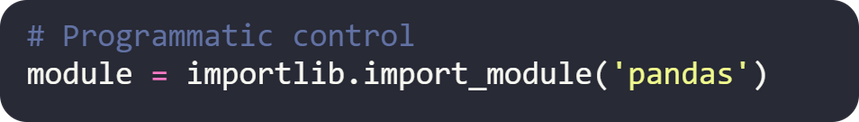 # Programmatic control
module = importlib.import_module('pandas')